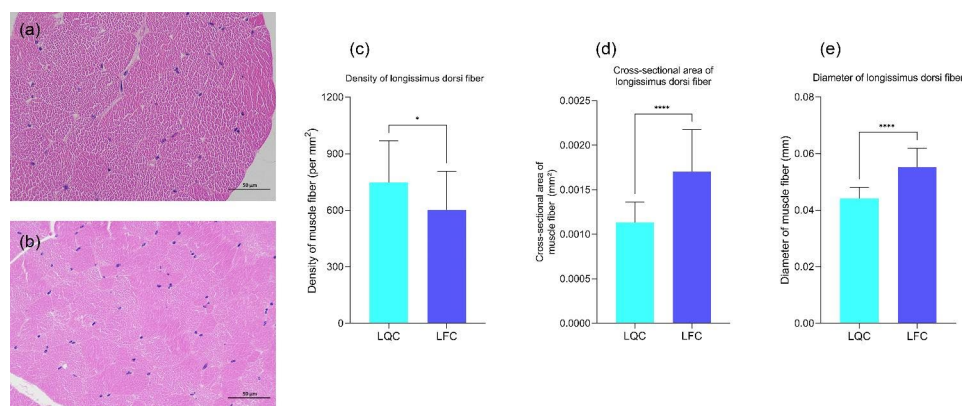 (a)
50 μm
(b)
50 μm
(c)
Density of longissimus dorsi fiber
Density of muscle fiber (per mm²)
1200
900
600
300
0
*
LQC
LFC
(d)
Cross-sectional area of
longissimus dorsi fiber
Cross-sectional area of
muscle fiber (mm²)
0.0025
0.0020
0.0015
0.0010
0.0005
0.0000
****
LQC
LFC
(e)
Diameter of longissimus dorsi fiber
Diameter of muscle fiber (mm)
0.08
0.06
0.04
0.02
0.00
****
LQC
LFC